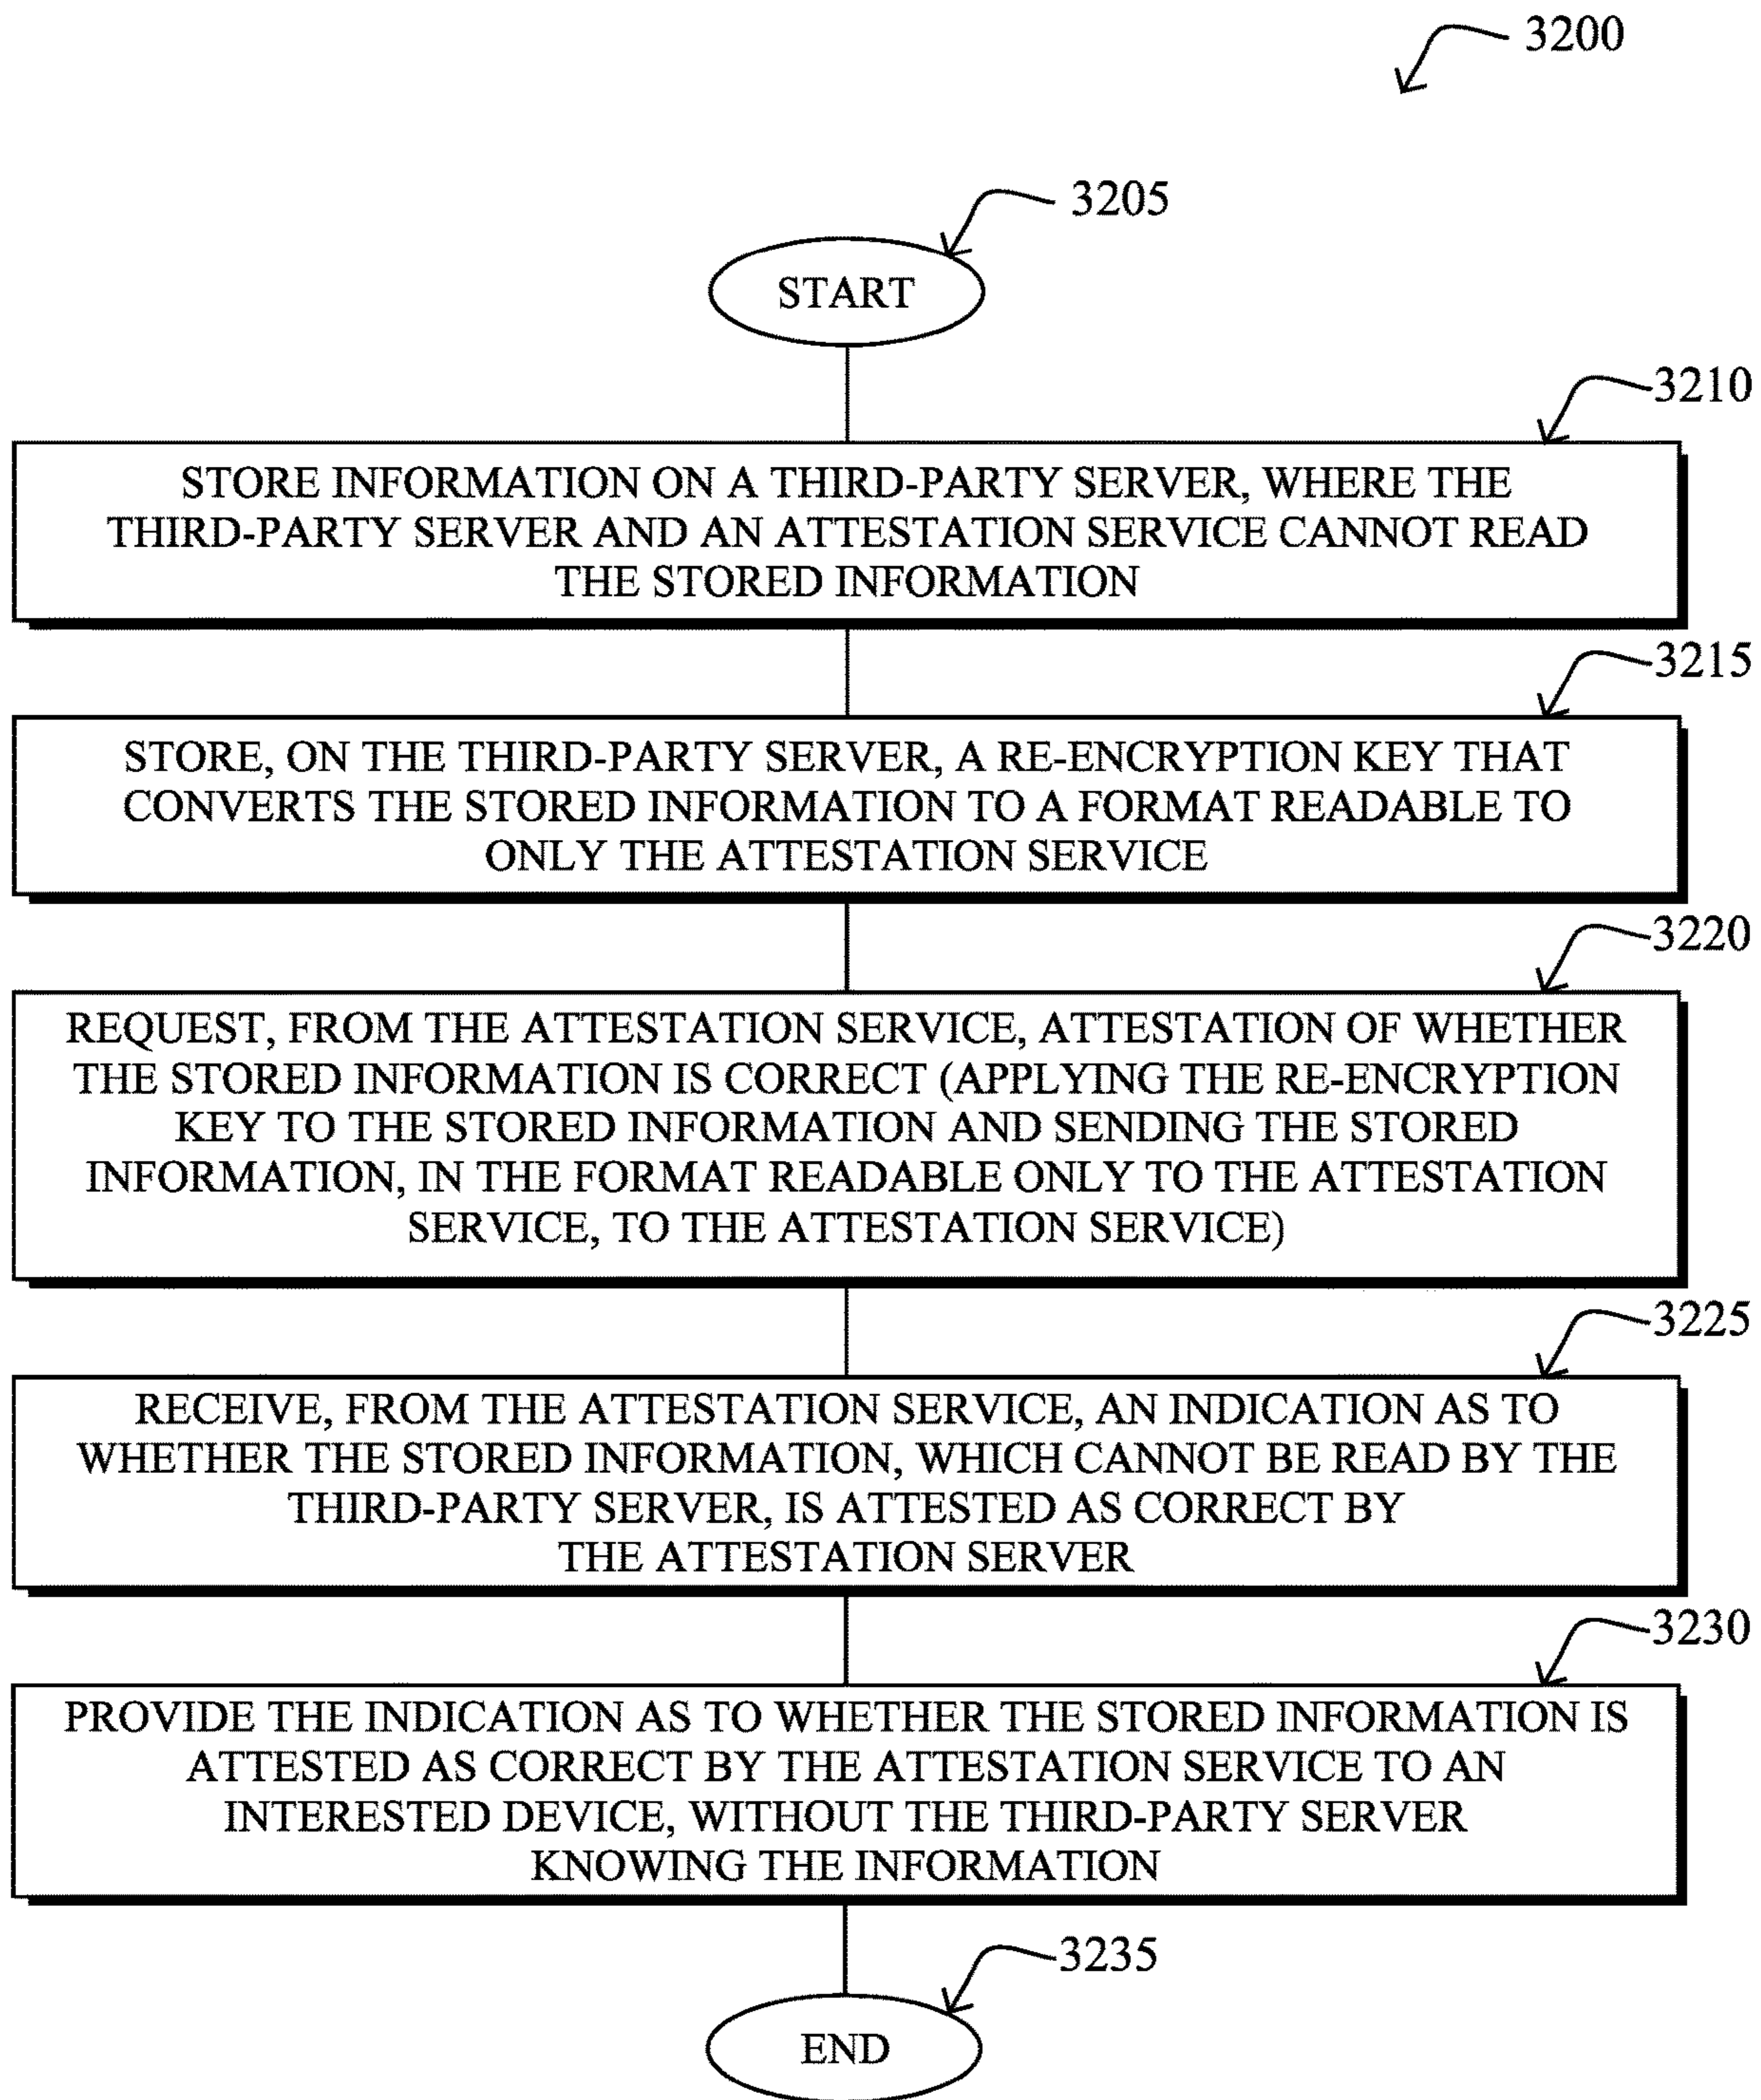 3200
3205
START
3210
STORE INFORMATION ON A THIRD-PARTY SERVER, WHERE THE
THIRD-PARTY SERVER AND AN ATTESTATION SERVICE CANNOT READ
THE STORED INFORMATION
3215
STORE, ON THE THIRD-PARTY SERVER, A RE-ENCRYPTION KEY THAT
CONVERTS THE STORED INFORMATION TO A FORMAT READABLE TO
ONLY THE ATTESTATION SERVICE
3220
REQUEST, FROM THE ATTESTATION SERVICE, ATTESTATION OF WHETHER
THE STORED INFORMATION IS CORRECT (APPLYING THE RE-ENCRYPTION
KEY TO THE STORED INFORMATION AND SENDING THE STORED
INFORMATION, IN THE FORMAT READABLE ONLY TO THE ATTESTATION
SERVICE, TO THE ATTESTATION SERVICE)
3225
RECEIVE, FROM THE ATTESTATION SERVICE, AN INDICATION AS TO
WHETHER THE STORED INFORMATION, WHICH CANNOT BE READ BY THE
THIRD-PARTY SERVER, IS ATTESTED AS CORRECT BY
THE ATTESTATION SERVER
3230
PROVIDE THE INDICATION AS TO WHETHER THE STORED INFORMATION IS
ATTESTED AS CORRECT BY THE ATTESTATION SERVICE TO AN
INTERESTED DEVICE, WITHOUT THE THIRD-PARTY SERVER
KNOWING THE INFORMATION
3235
END